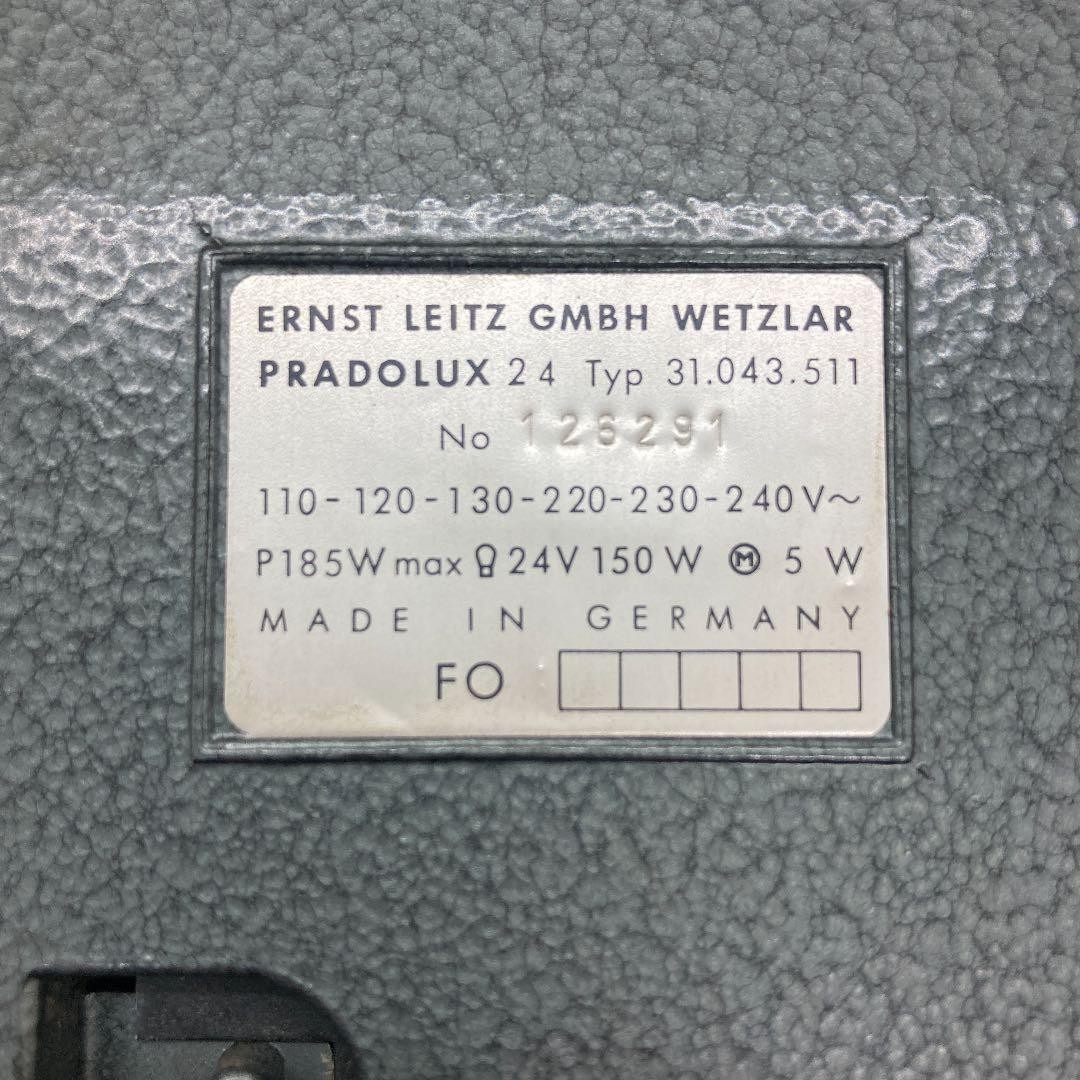 ERNST LEITZ GMBH WETZLAR
PRADOLUX 24 Typ 31.043.511
No 126291
110-120-130-220-230-240V~
P185W max 24V 150W Ⓜ 5 W
MADE IN GERMANY
FO